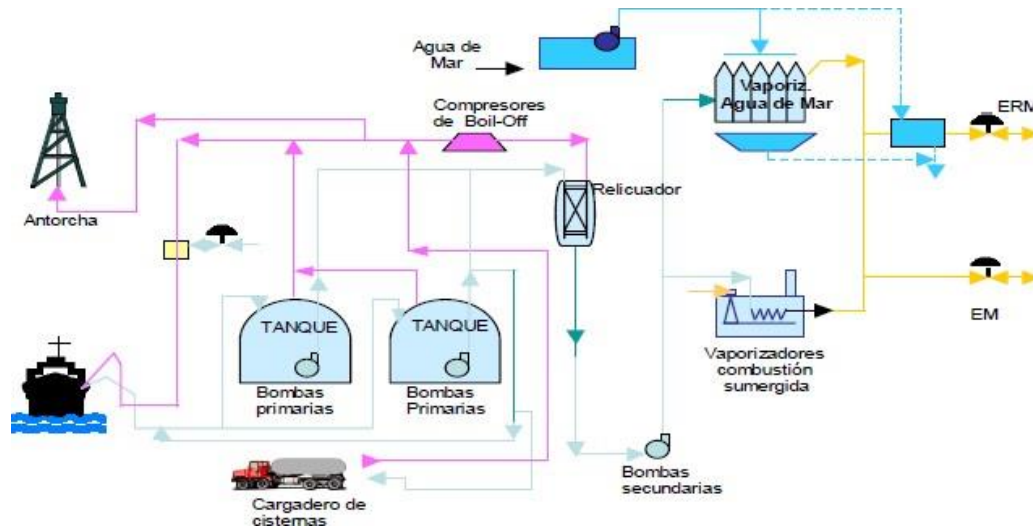 Agua de
Mar
Vaporiz.
Agua de Mar
ERM
Compresores
de Boil-Off
Antorcha
Relicuador
TANQUE
TANQUE
EM
Bombas
primarias
Bombas
Primarias
Vaporizadores
combustión
sumergida
Bombas
secundarias
Cargadero de
cisternas